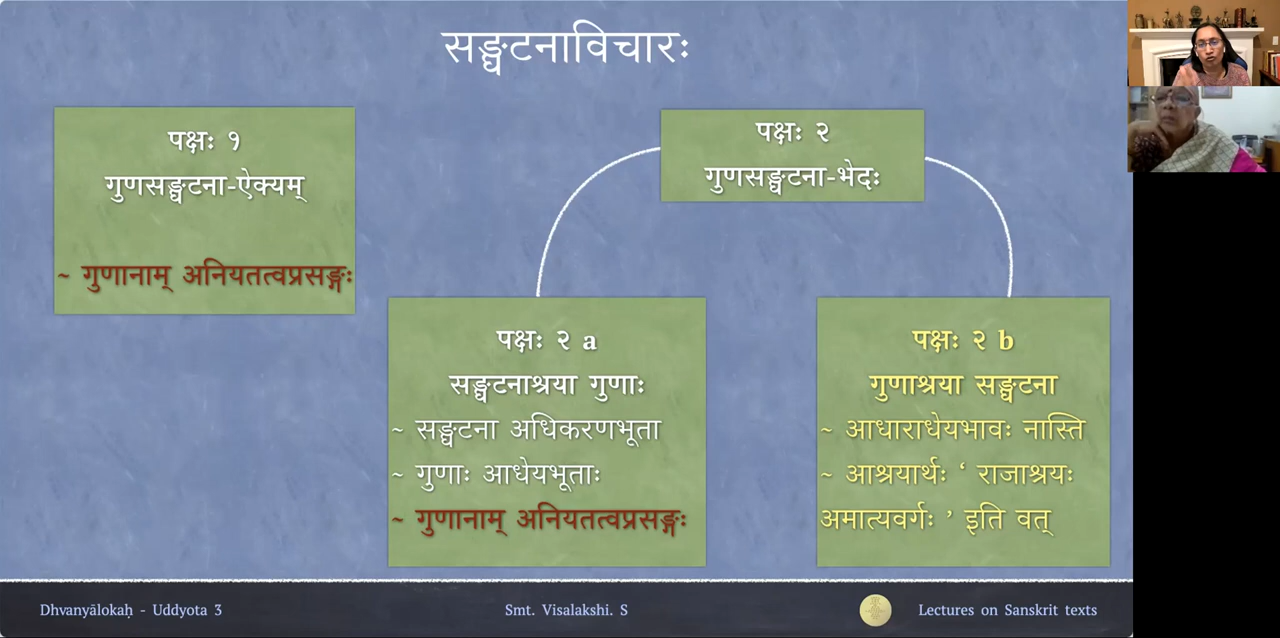 सङ्घटनाविचारः
पक्षः १
गुणसङ्घटना-ऐक्यम्
~ गुणानाम् अनियतत्वप्रसङ्गः
पक्षः २
गुणसङ्घटना-भेदः
पक्षः २ a
सङ्घटनाश्रया गुणाः
~ सङ्घटना अधिकरणभूता
~ गुणाः आधेयभूताः
~ गुणानाम् अनियतत्वप्रसङ्गः
पक्षः २ b
गुणाश्रया सङ्घटना
~ आधाराधेयभावः नास्ति
~ आश्रयार्थः ‘ राजाश्रयः
अमात्यवर्गः ’ इति वत्
Dhvanyālokaḥ - Uddyota 3
Smt. Visalakshi. S
Lectures on Sanskrit texts